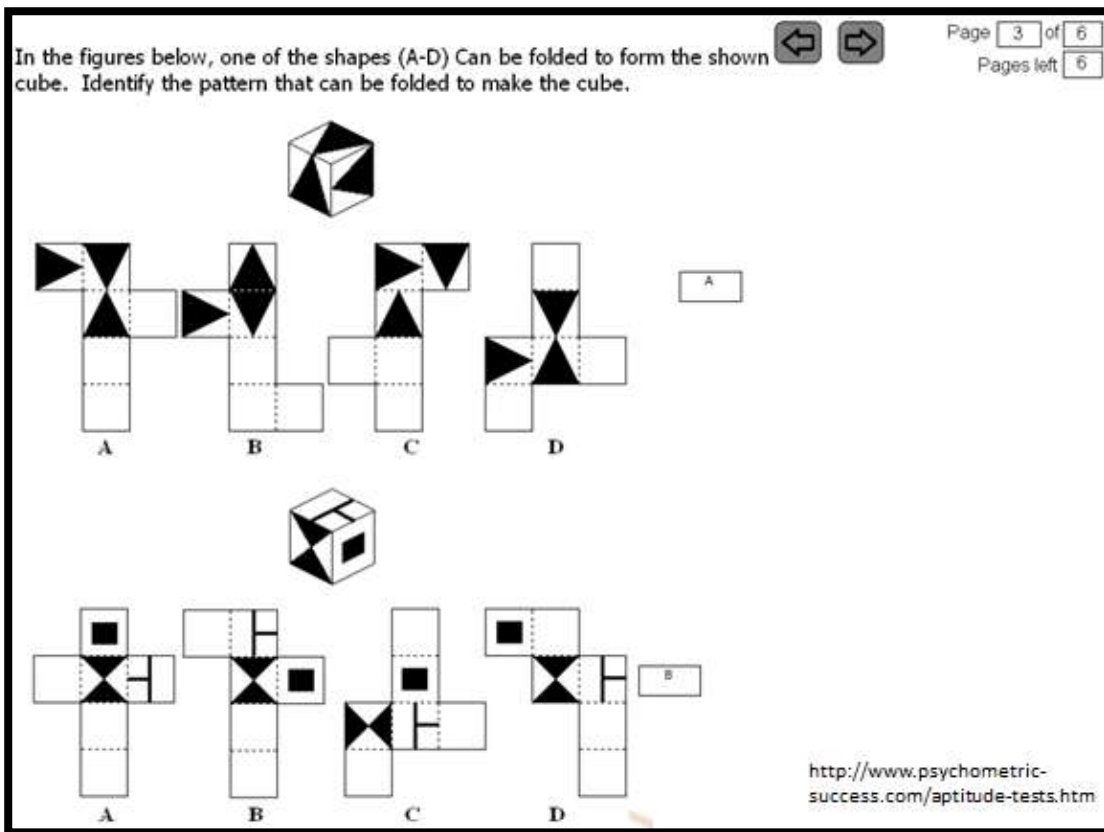 Page 3 of 6
In the figures below, one of the shapes (A-D) Can be folded to form the shown
cube. Identify the pattern that can be folded to make the cube.
Pages left 6
A
A B C D
B
http://www.psychometric-
success.com/aptitude-tests.htm
A B C D